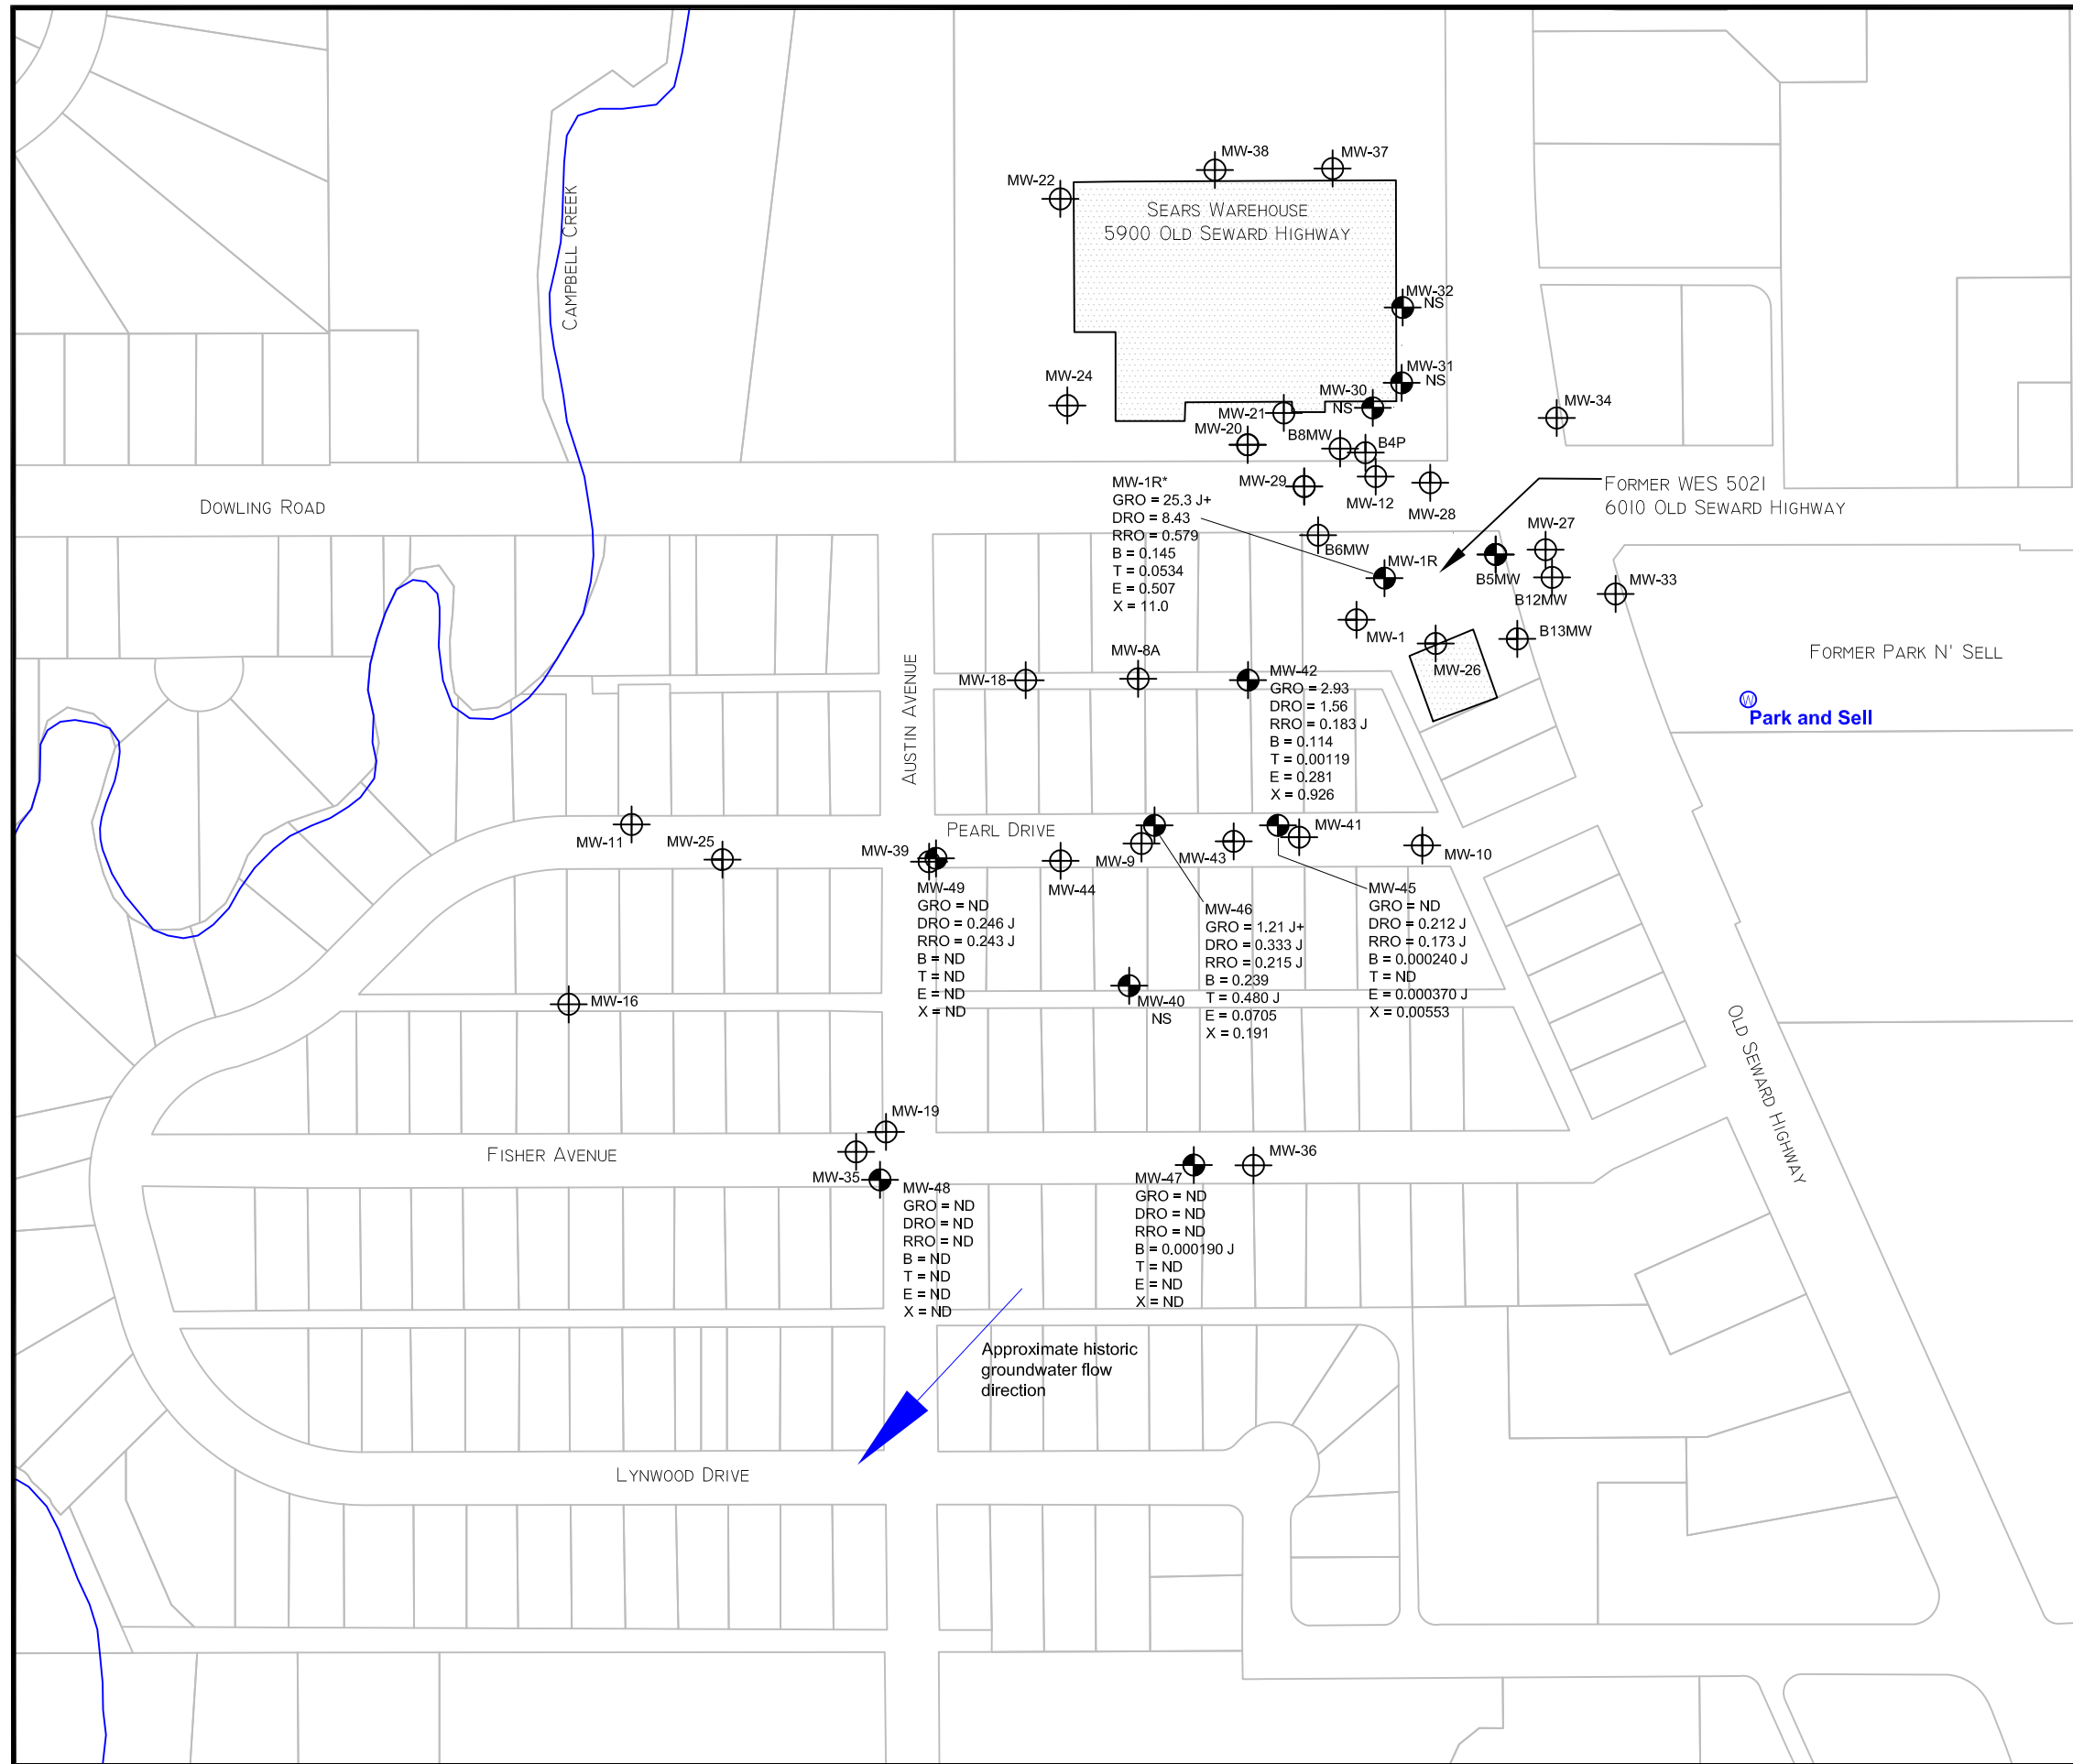 MW-38
MW-37
MW-22
SEARS WAREHOUSE
5900 OLD SEWARD HIGHWAY
CAMPBELL CREEK
MW-32
NS
MW-31
NS
MW-24
MW-30
NS
MW-21
MW-34
MW-20
B8MW
B4P
MW-29
MW-12
MW-28
DOWLING ROAD
FORMER WES 5021
6010 OLD SEWARD HIGHWAY
MW-1R*
GRO = 25.3 J+
DRO = 8.43
RRO = 0.579
B = 0.145
T = 0.0534
E = 0.507
X = 11.0
B6MW
MW-1R
MW-27
B5MW
B12MW
MW-33
MW-1
B13MW
MW-26
FORMER PARK N' SELL
W
Park and Sell
MW-18
MW-8A
MW-42
GRO = 2.93
DRO = 1.56
RRO = 0.183 J
B = 0.114
T = 0.00119
E = 0.281
X = 0.926
AUSTIN AVENUE
PEARL DRIVE
MW-11
MW-25
MW-39
MW-44
MW-9
MW-43
MW-41
MW-10
MW-49
GRO = ND
DRO = 0.246 J
RRO = 0.243 J
B = ND
T = ND
E = ND
X = ND
MW-46
GRO = 1.21 J+
DRO = 0.333 J
RRO = 0.215 J
B = 0.239
T = 0.480 J
E = 0.0705
X = 0.191
MW-45
GRO = ND
DRO = 0.212 J
RRO = 0.173 J
B = 0.000240 J
T = ND
E = 0.000370 J
X = 0.00553
MW-40
NS
MW-16
OLD SEWARD HIGHWAY
MW-19
FISHER AVENUE
MW-35
MW-36
MW-48
GRO = ND
DRO = ND
RRO = ND
B = ND
T = ND
E = ND
X = ND
MW-47
GRO = ND
DRO = ND
RRO = ND
B = 0.000190 J
T = ND
E = ND
X = ND
Approximate historic
groundwater flow
direction
LYNWOOD DRIVE